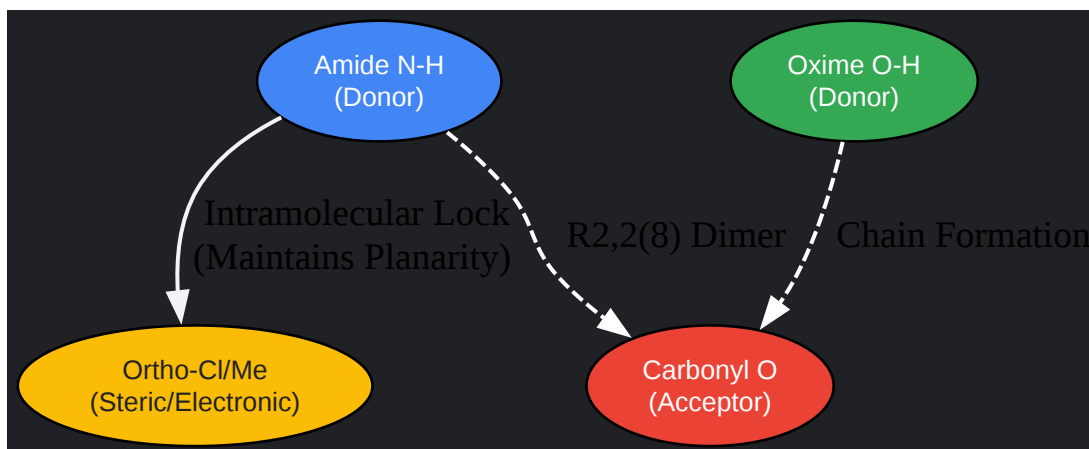 Amide N-H
(Donor)
Oxime O-H
(Donor)
Intramolecular Lock
(Maintains Planarity)
R2,2(8) Dimer
Chain Formation
Ortho-Cl/Me
(Steric/Electronic)
Carbonyl O
(Acceptor)